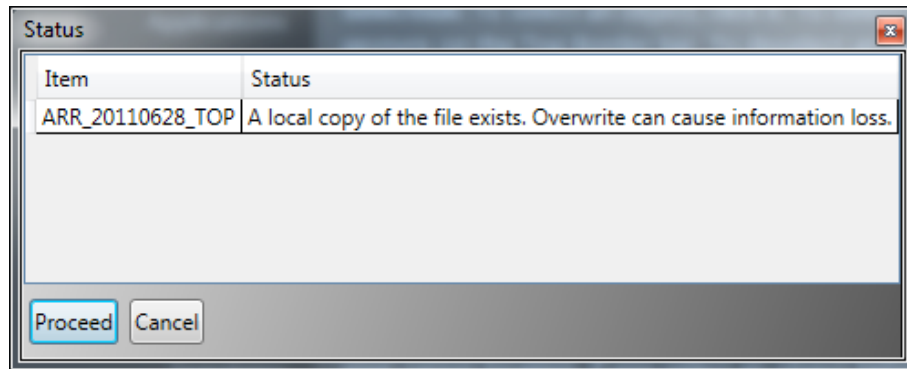 Status
Item Status
ARR_20110628_TOP A local copy of the file exists. Overwrite can cause information loss.
Proceed Cancel